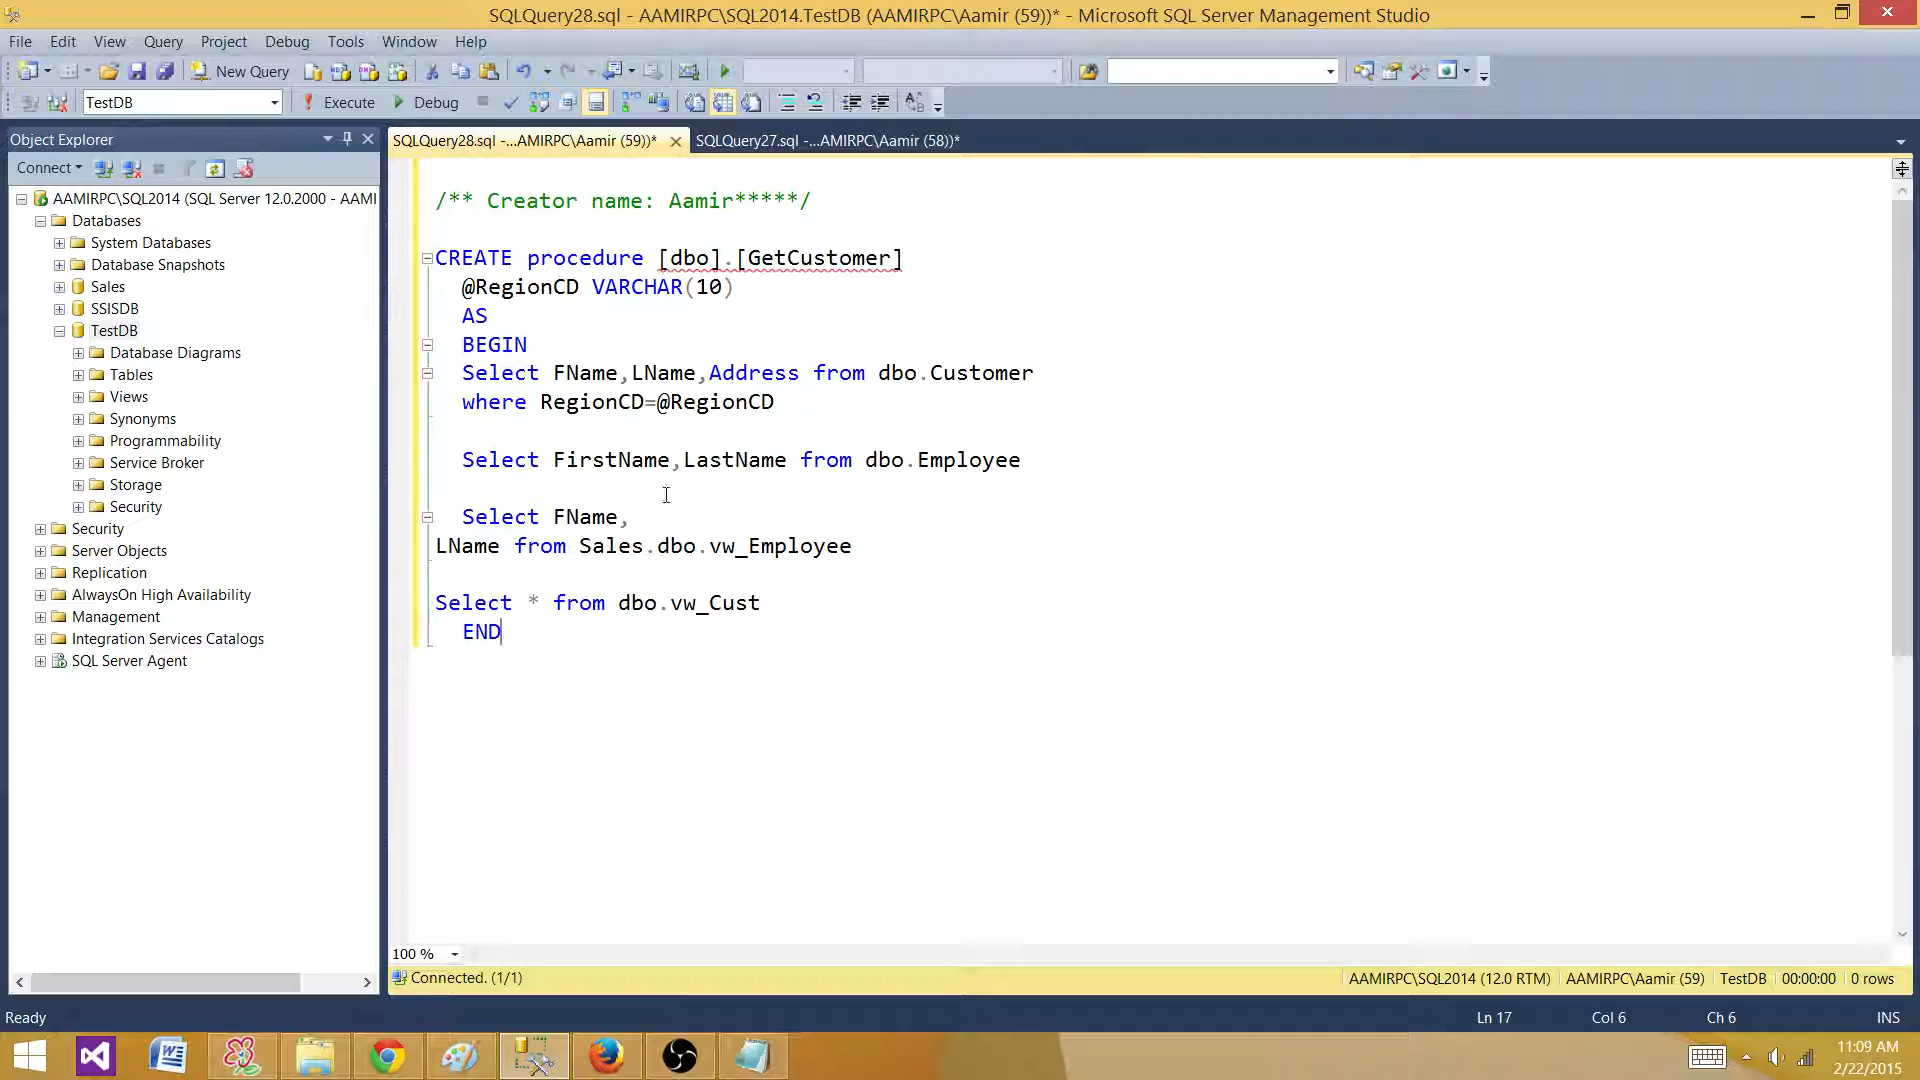 SQLQuery28.sql - AAMIRPC\SQL2014.TestDB (AAMIRPC\Aamir (59))* - Microsoft SQL Server Management Studio
File Edit View Query Project Debug Tools Window Help
New Query
TestDB Execute Debug
Object Explorer
SQLQuery28.sql -...AMIRPC\Aamir (59))* SQLQuery27.sql -...AMIRPC\Aamir (58))*
Connect
AAMIRPC\SQL2014 (SQL Server 12.0.2000 - AAMI
Databases
System Databases
Database Snapshots
Sales
SSISDB
TestDB
Database Diagrams
Tables
Views
Synonyms
Programmability
Service Broker
Storage
Security
Security
Server Objects
Replication
AlwaysOn High Availability
Management
Integration Services Catalogs
SQL Server Agent
/** Creator name: Aamir*****/
CREATE procedure [dbo].[GetCustomer]
@RegionCD VARCHAR(10)
AS
BEGIN
Select FName,LName,Address from dbo.Customer
where RegionCD=@RegionCD
Select FirstName,LastName from dbo.Employee
Select FName,
LName from Sales.dbo.vw_Employee
Select * from dbo.vw_Cust
END
100 %
Connected. (1/1) AAMIRPC\SQL2014 (12.0 RTM) AAMIRPC\Aamir (59) TestDB 00:00:00 0 rows
Ready Ln 17 Col 6 Ch 6 INS
11:09 AM
2/22/2015